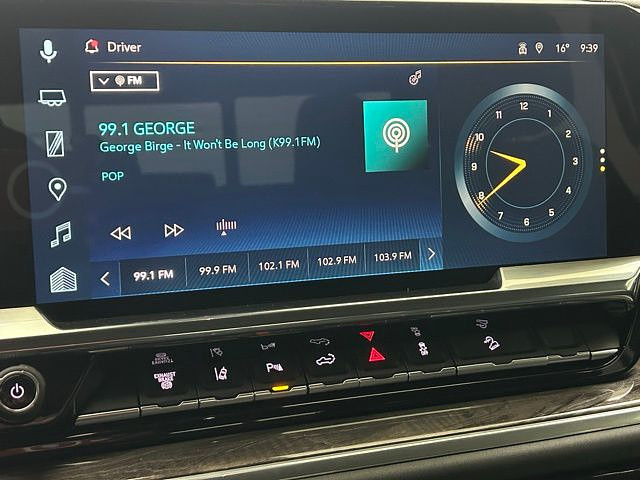 Driver
16° 9:39
FM
99.1 GEORGE
George Birge - It Won't Be Long (K99.1FM)
POP
12
1
2
3
4
5
6
7
8
9
10
11
99.1 FM 99.9 FM 102.1 FM 102.9 FM 103.9 FM
EXHAUST
BRAKE
P
OFF